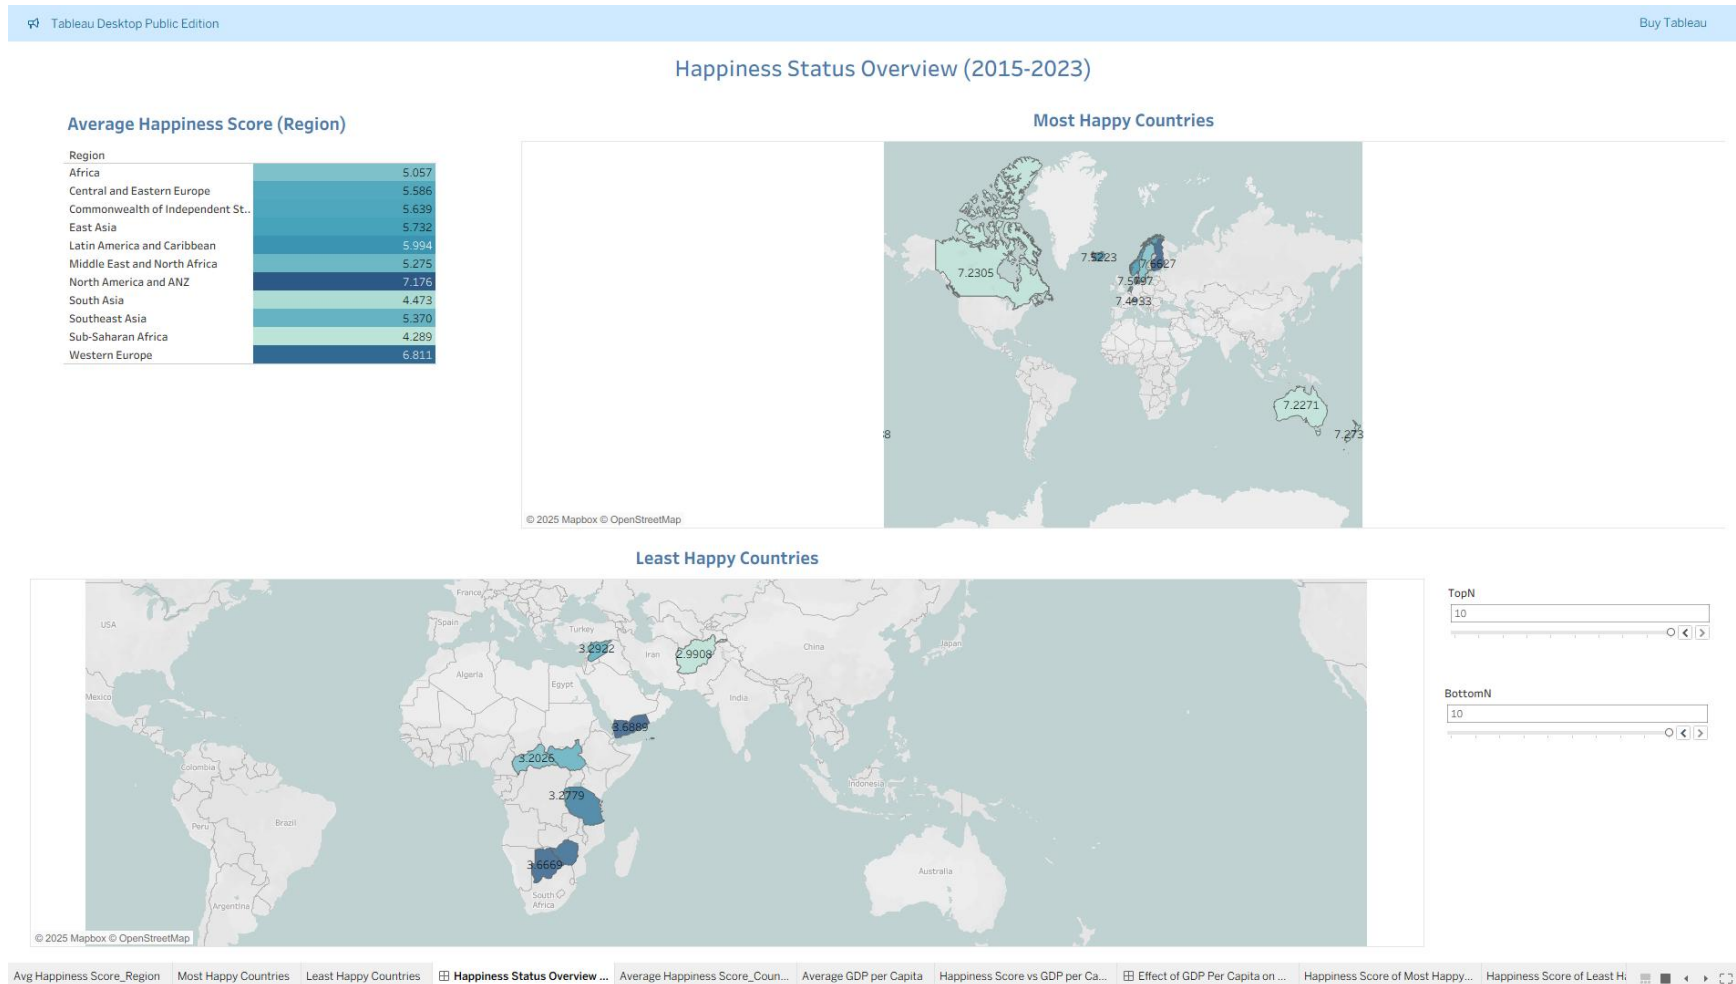 Tableau Desktop Public Edition
Buy Tableau
Happiness Status Overview (2015-2023)
Average Happiness Score (Region)
Region
Africa 5.057
Central and Eastern Europe 5.586
Commonwealth of Independent St.. 5.639
East Asia 5.732
Latin America and Caribbean 5.994
Middle East and North Africa 5.275
North America and ANZ 7.176
South Asia 4.473
Southeast Asia 5.370
Sub-Saharan Africa 4.289
Western Europe 6.811
Most Happy Countries
7.5223
7.2305
7.4933
7.2271
7.273
© 2025 Mapbox © OpenStreetMap
Least Happy Countries
France
USA
Spain
Turkey
3.2922
Iran
2.9908
China
Japan
Algeria
Egypt
Mexico
India
3.6889
3.2026
Colombia
Indonesia
3.2779
Peru
Brazil
3.6669
Australia
South
Africa
Argentina
© 2025 Mapbox © OpenStreetMap
TopN
10
BottomN
10
Avg Happiness Score_Region
Most Happy Countries
Least Happy Countries
Happiness Status Overview ...
Average Happiness Score_Coun...
Average GDP per Capita
Happiness Score vs GDP per Ca...
Effect of GDP Per Capita on ...
Happiness Score of Most Happy...
Happiness Score of Least